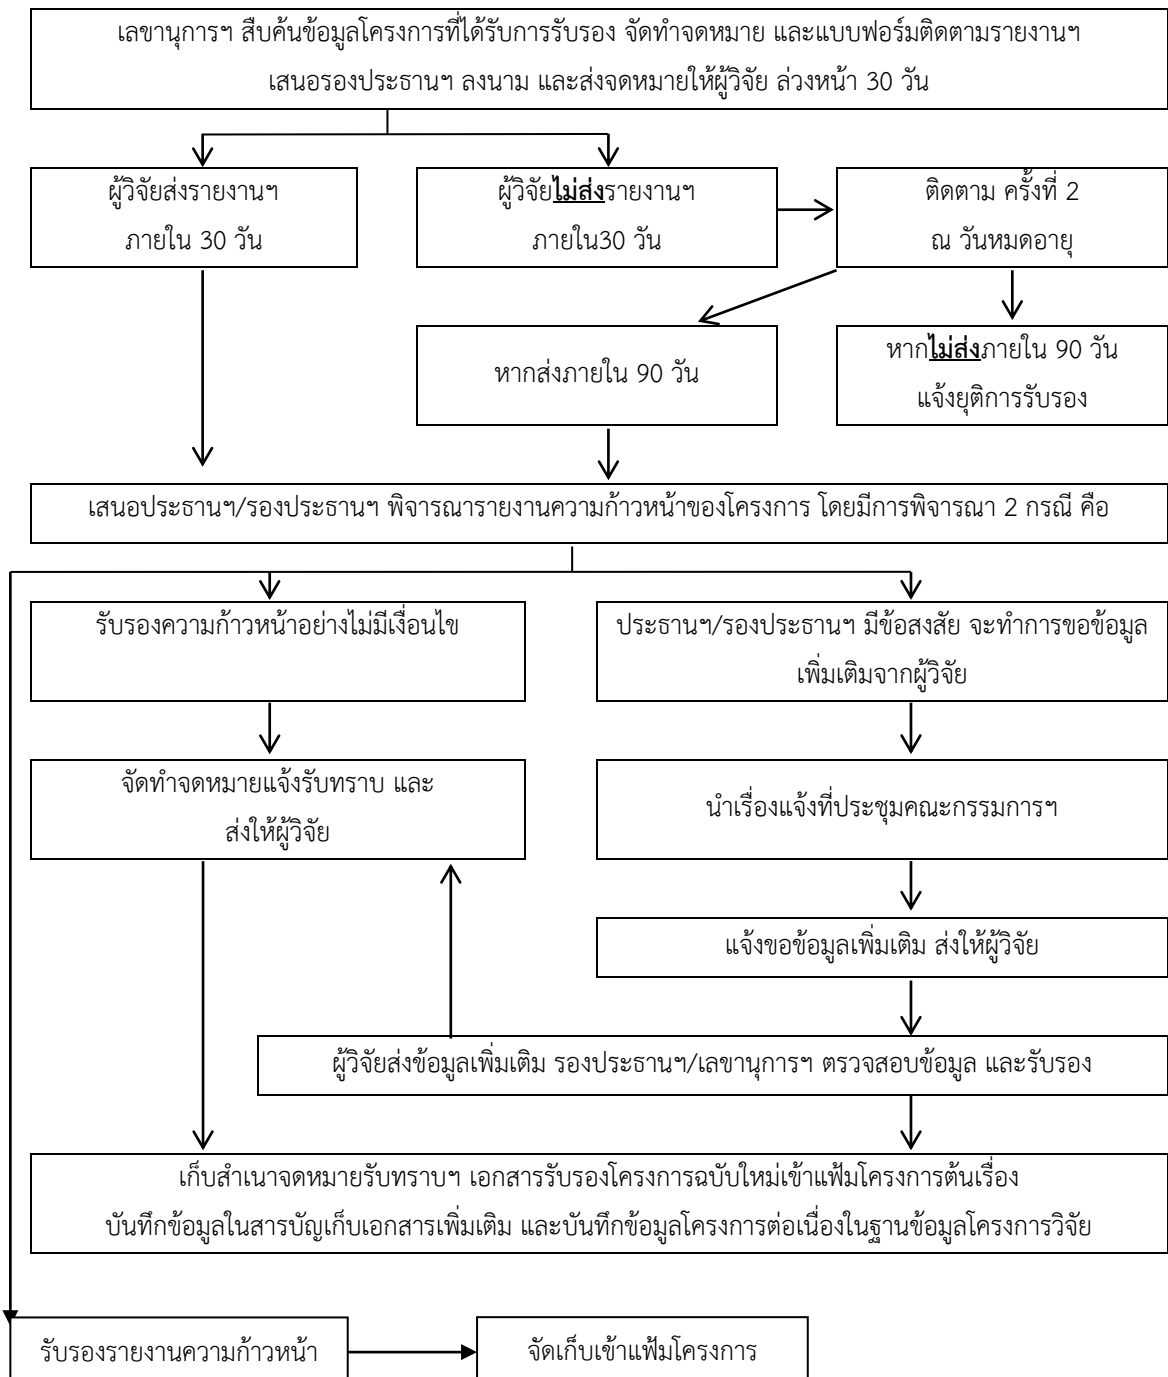 เลขานุการฯ สืบค้นข้อมูลโครงการที่ได้รับการรับรอง จัดทำจดหมาย และแบบฟอร์มติดตามรายงานฯ
เสนอรองประธานฯ ลงนาม และส่งจดหมายให้ผู้วิจัย ล่วงหน้า 30 วัน
ผู้วิจัยส่งรายงานฯ
ภายใน 30 วัน
ผู้วิจัยไม่ส่งรายงานฯ
ภายใน30 วัน
ติดตาม ครั้งที่ 2
ณ วันหมดอายุ
หากส่งภายใน 90 วัน
หากไม่ส่งภายใน 90 วัน
แจ้งยุติการรับรอง
เสนอประธานฯ/รองประธานฯ พิจารณารายงานความก้าวหน้าของโครงการ โดยมีการพิจารณา 2 กรณี คือ
รับรองความก้าวหน้าอย่างไม่มีเงื่อนไข
ประธานฯ/รองประธานฯ มีข้อสงสัย จะทำการขอข้อมูล
เพิ่มเติมจากผู้วิจัย
จัดทำจดหมายแจ้งรับทราบ และ
ส่งให้ผู้วิจัย
นำเรื่องแจ้งที่ประชุมคณะกรรมการฯ
แจ้งขอข้อมูลเพิ่มเติม ส่งให้ผู้วิจัย
ผู้วิจัยส่งข้อมูลเพิ่มเติม รองประธานฯ/เลขานุการฯ ตรวจสอบข้อมูล และรับรอง
เก็บสำเนาจดหมายรับทราบฯ เอกสารรับรองโครงการฉบับใหม่เข้าแฟ้มโครงการต้นเรื่อง
บันทึกข้อมูลในสารบัญเก็บเอกสารเพิ่มเติม และบันทึกข้อมูลโครงการต่อเนื่องในฐานข้อมูลโครงการวิจัย
รับรองรายงานความก้าวหน้า
จัดเก็บเข้าแฟ้มโครงการ